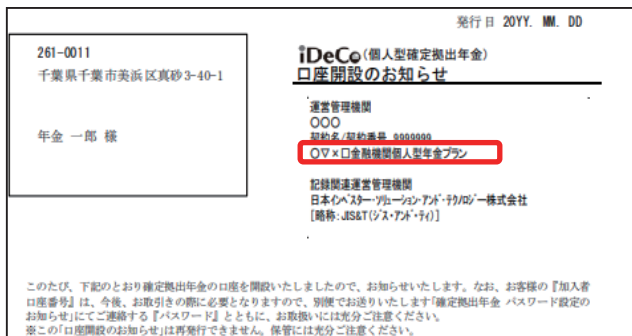 発行日 20YY. MM. DD
261-0011
千葉県千葉市美浜区真砂3-40-1
年金 一郎 様
iDeCo(個人型確定拠出年金)
口座開設のお知らせ
運営管理機関
〇〇〇
契約名/契約番号 9999999
〇▽×口金融機関個人型年金プラン
記録関連運営管理機関
日本インベスター・ソリューション・アンド・テクノロジー株式会社
[略称:JIS&T(ジス・アンド・ティ)]
このたび、下記のとおり確定拠出年金の口座を開設いたしましたので、お知らせいたします。なお、お客様の『加入者
口座番号』は、今後、お取引の際に必要となりますので、別便でお送りいたします「確定拠出年金 パスワード設定の
お知らせ」にてご連絡する『パスワード』とともに、お取扱いには充分ご注意ください。
※この「口座開設のお知らせ」は再発行できません。保管には充分ご注意ください。